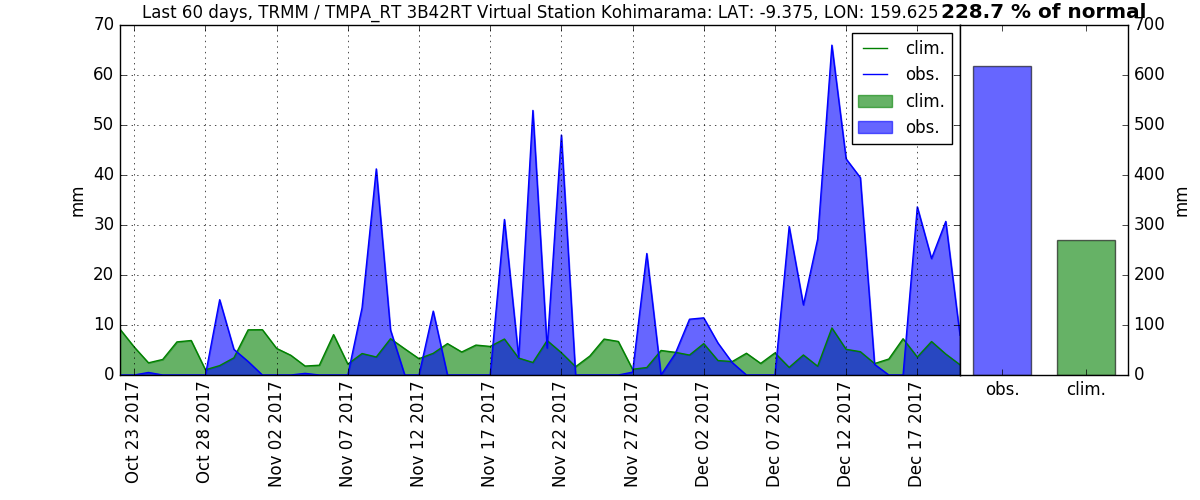 Last 60 days, TRMM / TMPA_RT 3B42RT Virtual Station Kohimarama: LAT: -9.375, LON: 159.625 228.7 % of normal
70
60
50
40
30
20
10
0
mm
clim.
obs.
clim.
obs.
700
600
500
400
300
200
100
0
mm
obs.
clim.
Oct 23 2017
Oct 28 2017
Nov 02 2017
Nov 07 2017
Nov 12 2017
Nov 17 2017
Nov 22 2017
Nov 27 2017
Dec 02 2017
Dec 07 2017
Dec 12 2017
Dec 17 2017